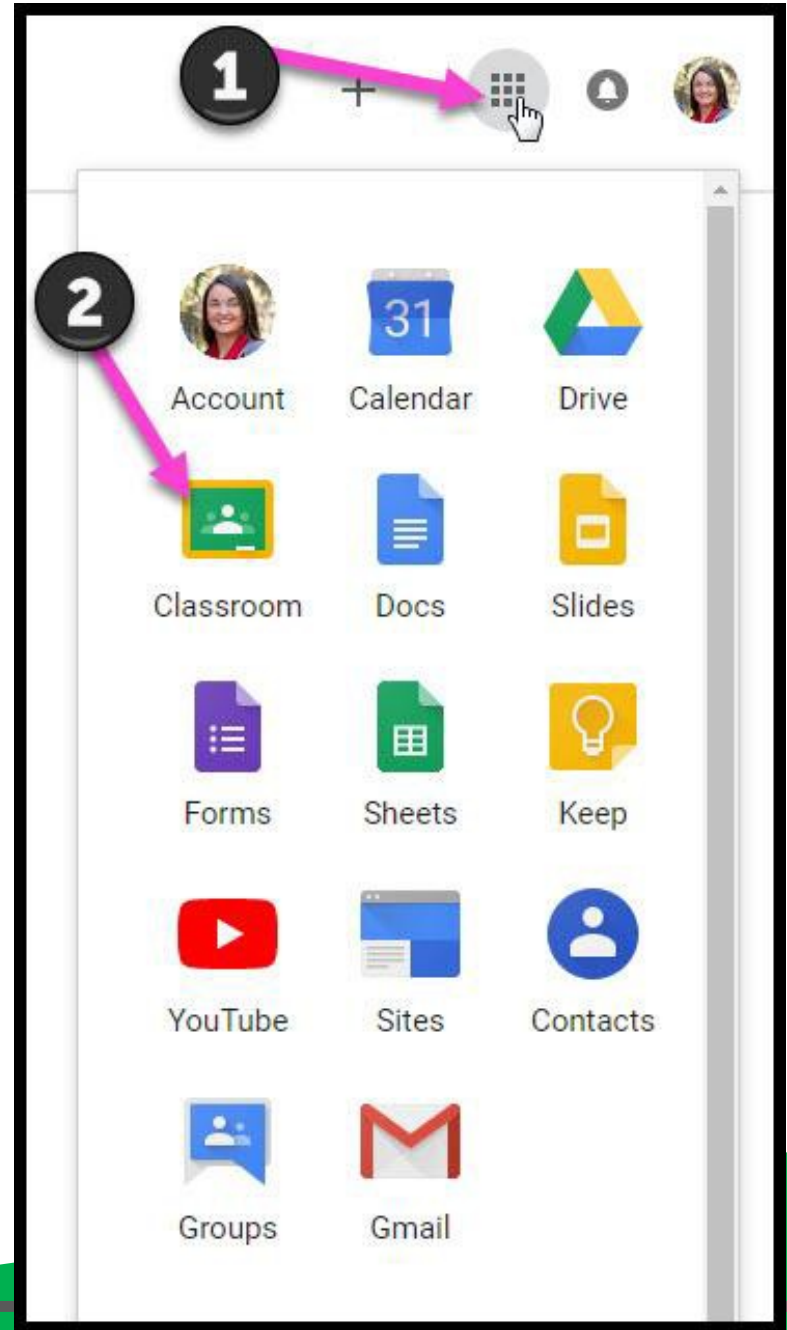 1
2
31
Account Calendar Drive
Classroom Docs Slides
Forms Sheets Keep
YouTube Sites Contacts
Groups Gmail